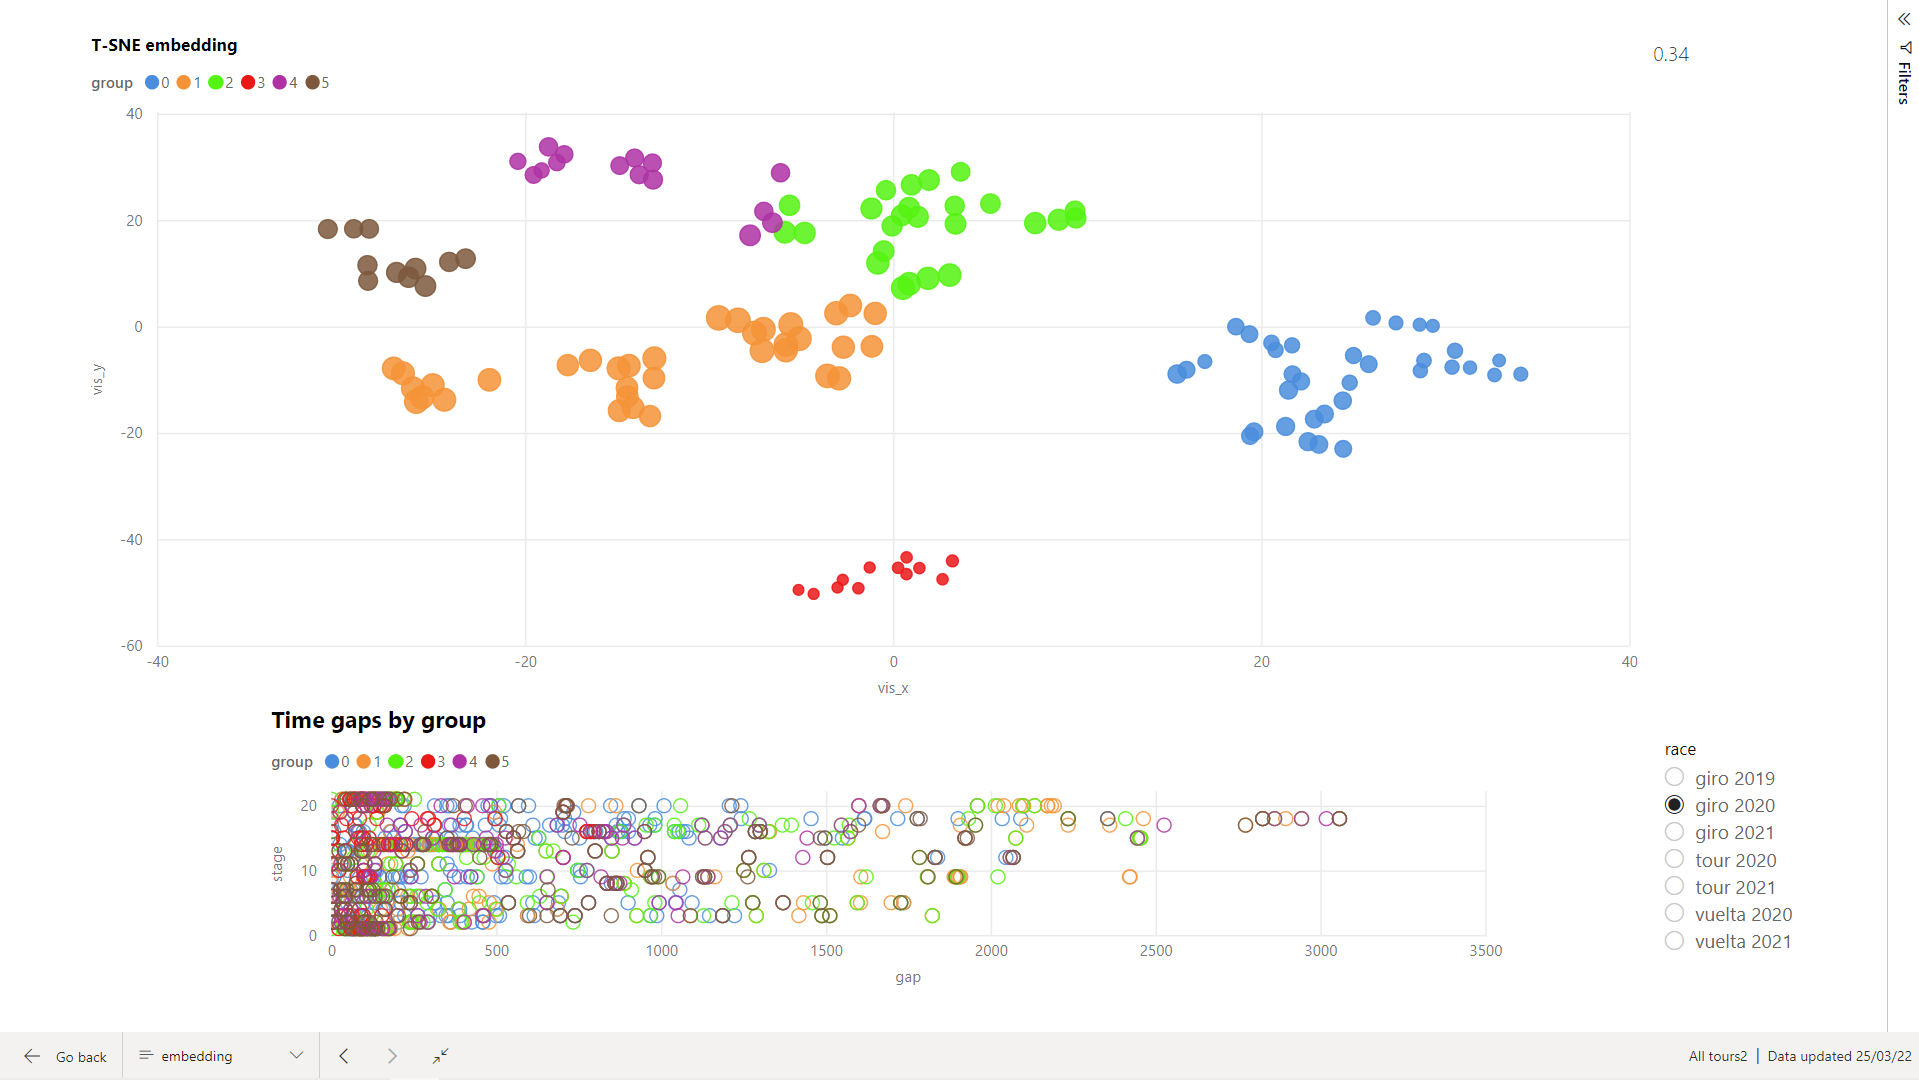 T-SNE embedding
0.34
group 0 1 2 3 4 5
Filters
40
20
0
-20
-40
-60
vis_y
-40 -20 0 20 40
vis_x
Time gaps by group
group 0 1 2 3 4 5
20
10
0
stage
0 500 1000 1500 2000 2500 3000 3500
gap
race
giro 2019
giro 2020
giro 2021
tour 2020
tour 2021
vuelta 2020
vuelta 2021
Go back
embedding
All tours2 | Data updated 25/03/22